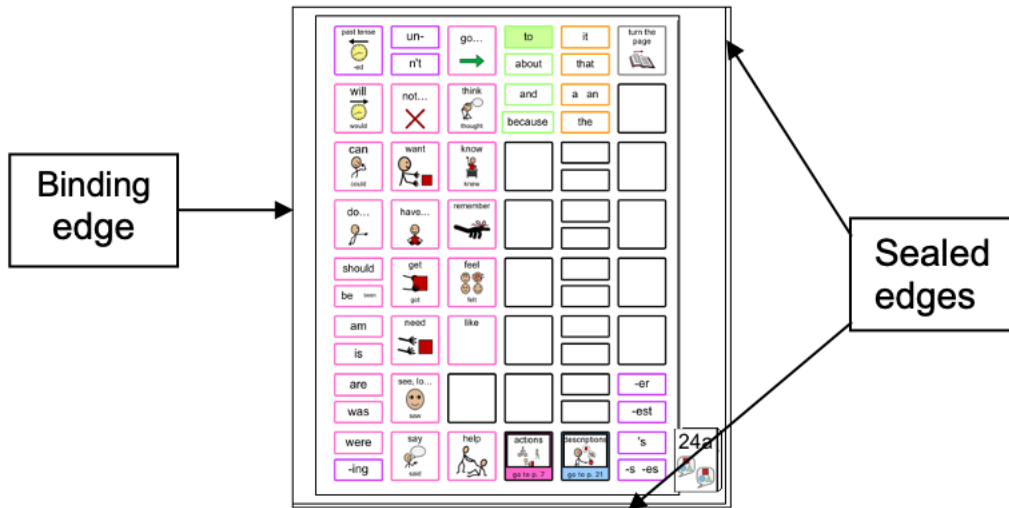 Binding
edge
past tense
-ed
un-
n't
go...
to
about
it
that
turn the
page
will
would
not...
think
thought
and
because
a an
the
can
could
want
know
knew
do...
have...
remember
should
be been
get
got
feel
felt
am
is
need
like
are
was
see, lo...
saw
-er
-est
were
-ing
say
said
help
actions
go to p. 7
descriptions
go to p. 21
's
-s -es
24a
Sealed
edges